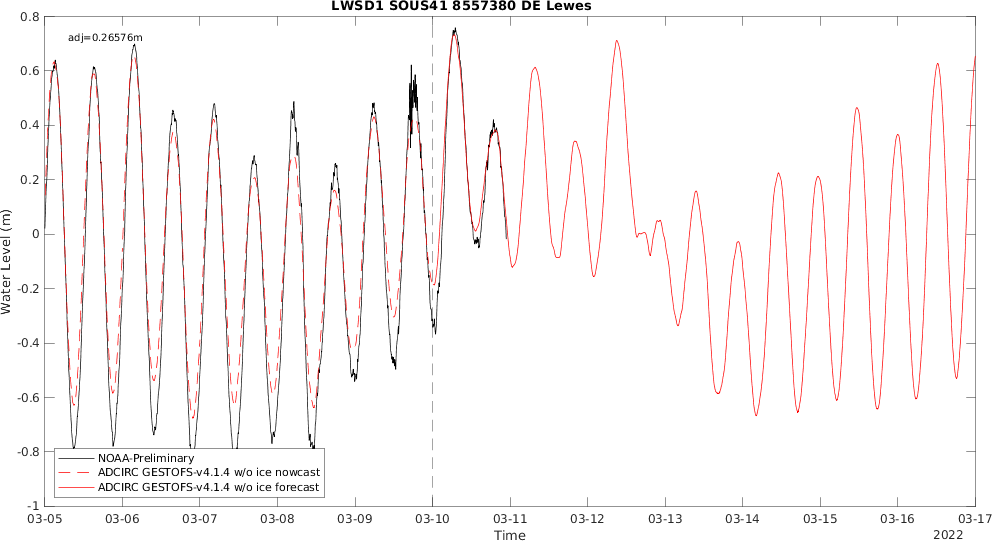 LWSD1 SOUS41 8557380 DE Lewes
adj=0.26576m
0.8
0.6
0.4
0.2
0
-0.2
-0.4
-0.6
-0.8
-1
Water Level (m)
NOAA-Preliminary
ADCIRC GESTOFS-v4.1.4 w/o ice nowcast
ADCIRC GESTOFS-v4.1.4 w/o ice forecast
03-05 03-06 03-07 03-08 03-09 03-10 03-11 03-12 03-13 03-14 03-15 03-16 03-17
Time
2022